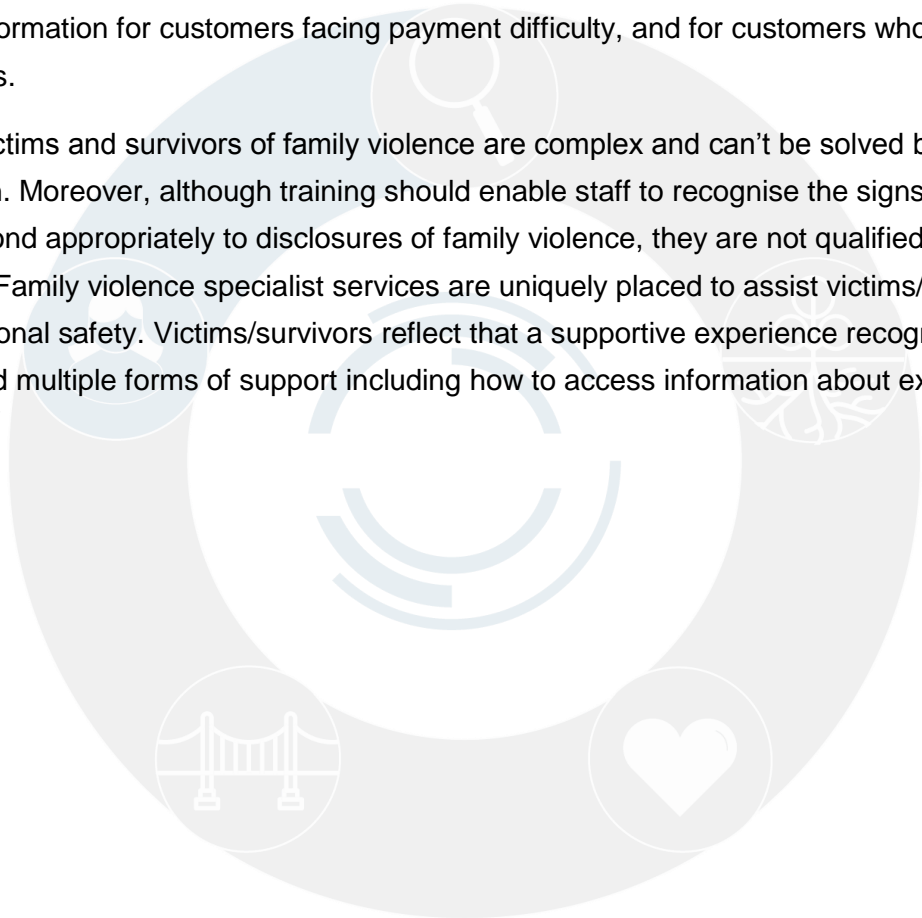 ormation for customers facing payment difficulty, and for customers who
s.
ctims and survivors of family violence are complex and can’t be solved b
n. Moreover, although training should enable staff to recognise the signs
ond appropriately to disclosures of family violence, they are not qualified
Family violence specialist services are uniquely placed to assist victims/
onal safety. Victims/survivors reflect that a supportive experience recogn
d multiple forms of support including how to access information about ex